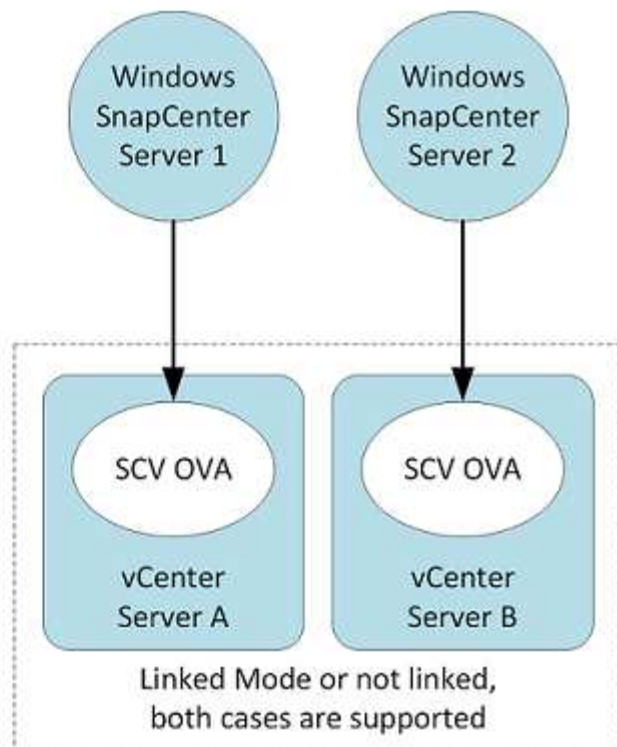 Windows
SnapCenter
Server 1
Windows
SnapCenter
Server 2
SCV OVA
vCenter
Server A
SCV OVA
vCenter
Server B
Linked Mode or not linked,
both cases are supported